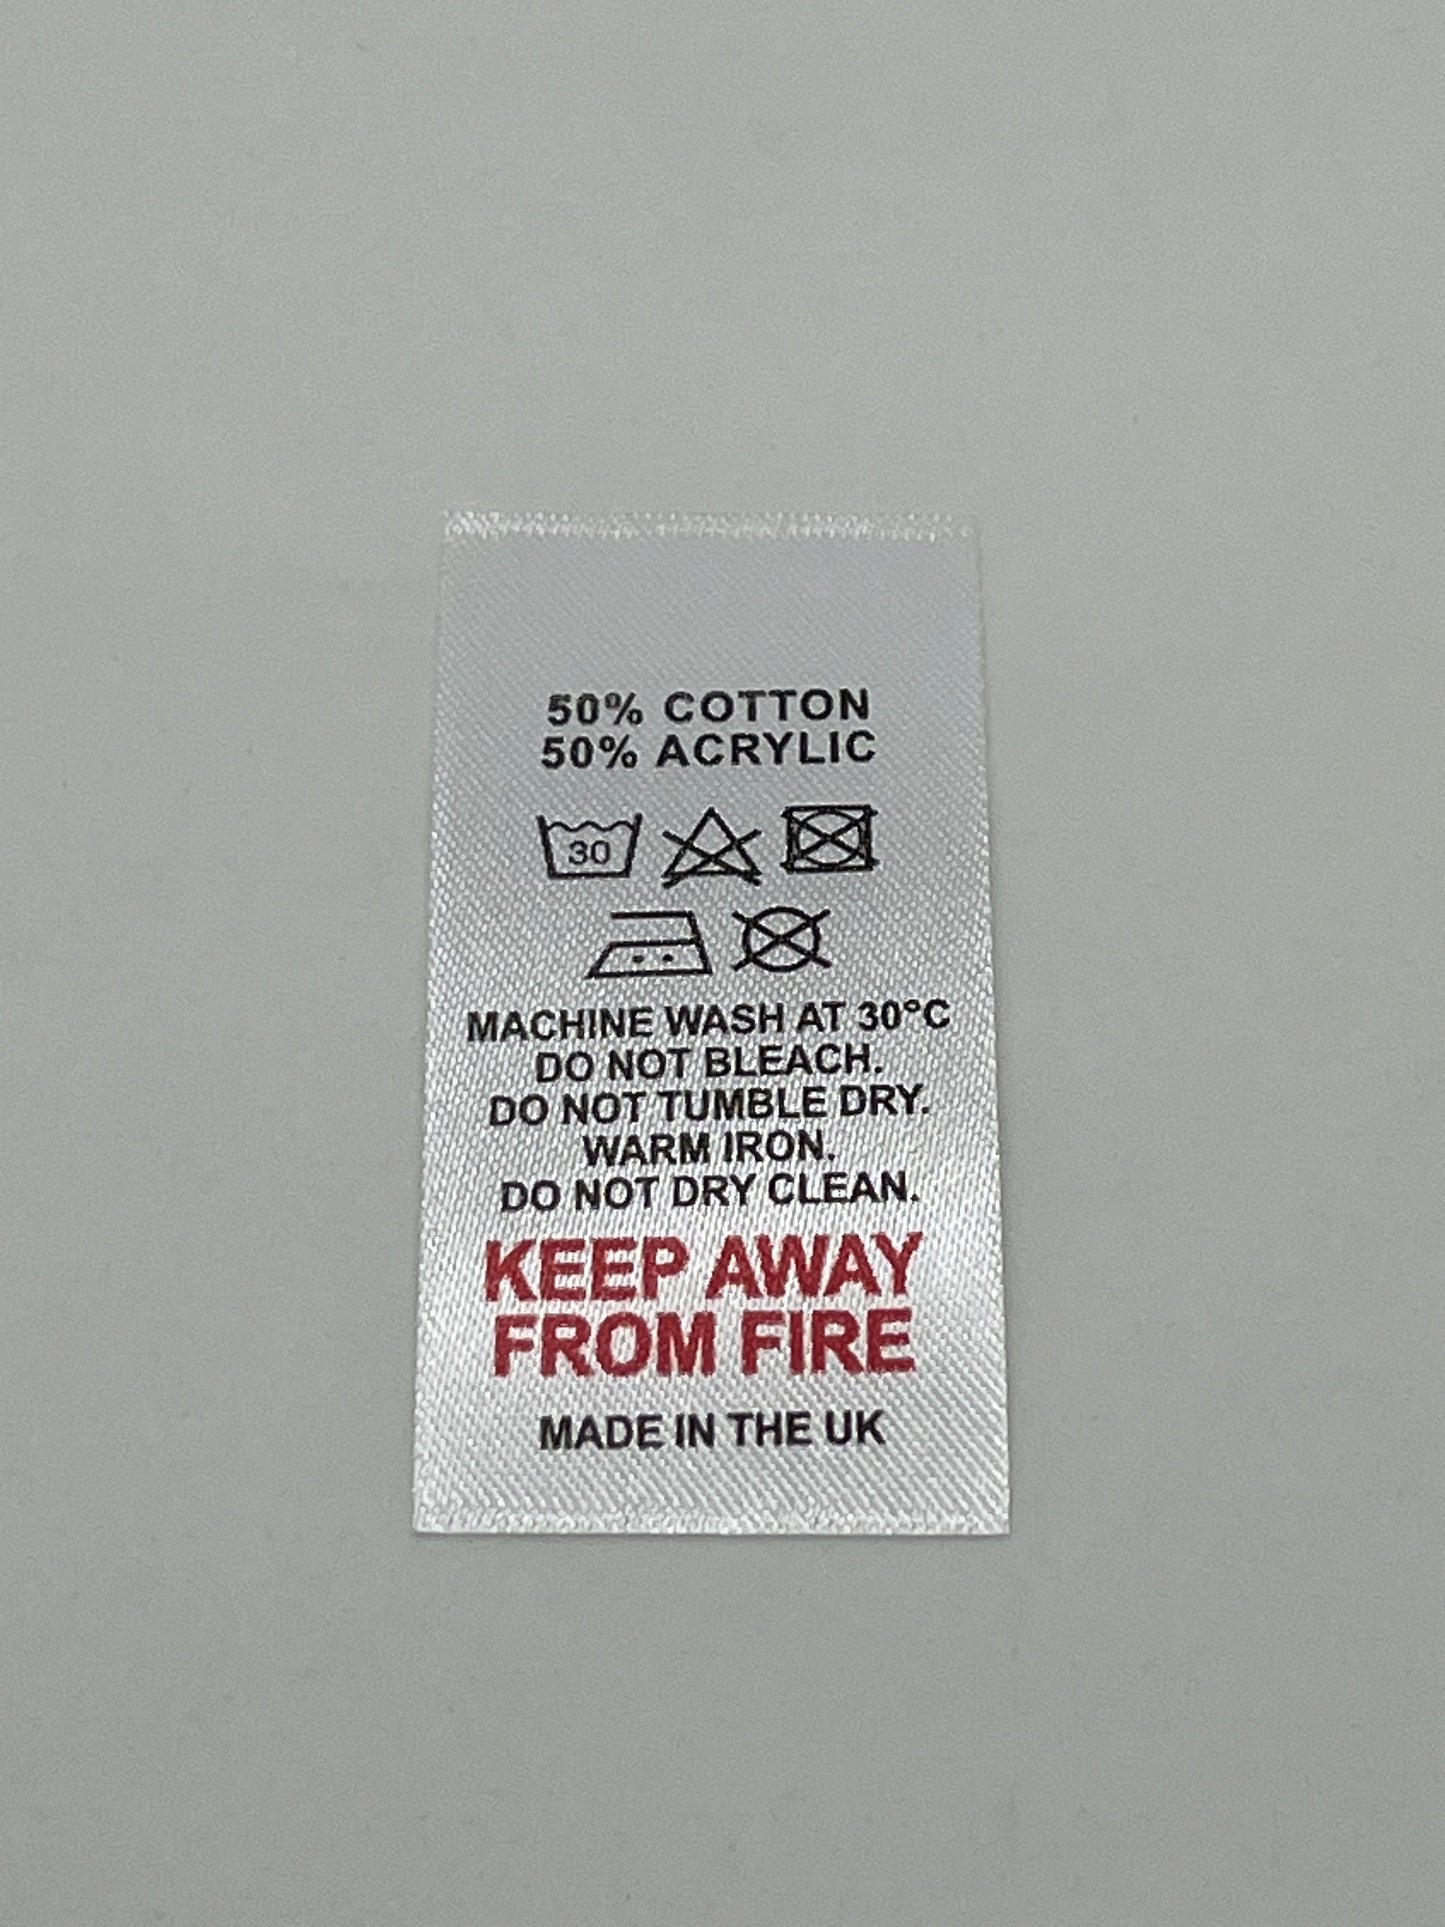 50% COTTON
50% ACRYLIC
30
MACHINE WASH AT 30°C
DO NOT BLEACH.
DO NOT TUMBLE DRY.
WARM IRON.
DO NOT DRY CLEAN.
KEEP AWAY
FROM FIRE
MADE IN THE UK